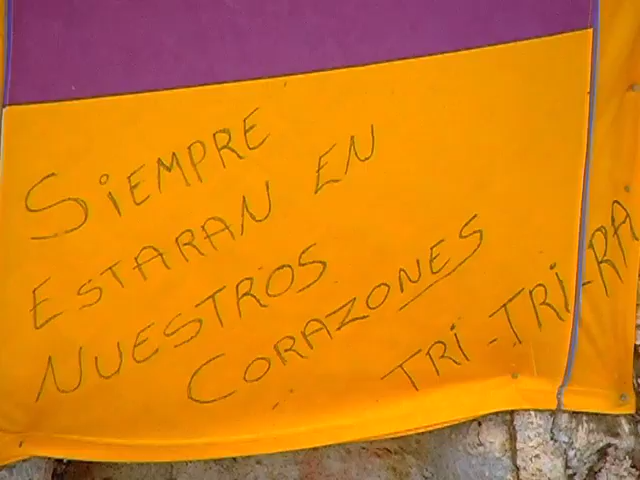 SiEMPRE
ESTARAN EN
NUESTROS
CORAZONES
TRi-TRi-RA